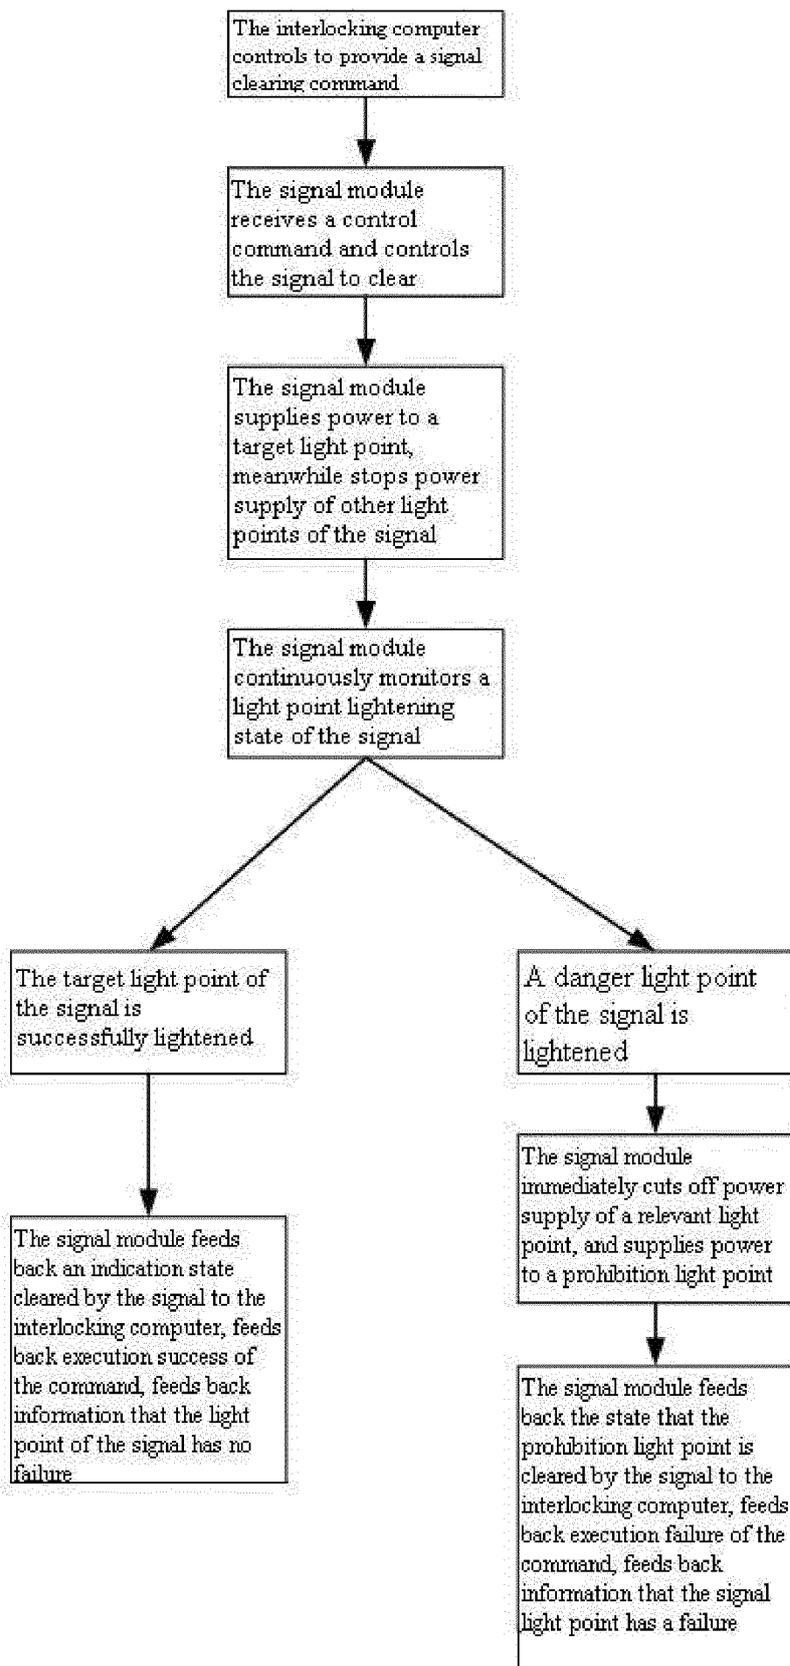 The interlocking computer
controls to provide a signal
clearing command
The signal module
receives a control
command and controls
the signal to clear
The signal module
supplies power to a
target light point,
meanwhile stops power
supply of other light
points of the signal
The signal module
continuously monitors a
light point lightening
state of the signal
The target light point of
the signal is
successfully lightened
A danger light point
of the signal is
lightened
The signal module
immediately cuts off power
supply of a relevant light
point, and supplies power
to a prohibition light point
The signal module feeds
back an indication state
cleared by the signal to the
interlocking computer, feeds
back execution success of
the command, feeds back
information that the light
point of the signal has no
failure
The signal module feeds
back the state that the
prohibition light point is
cleared by the signal to the
interlocking computer, feeds
back execution failure of the
command, feeds back
information that the signal
light point has a failure